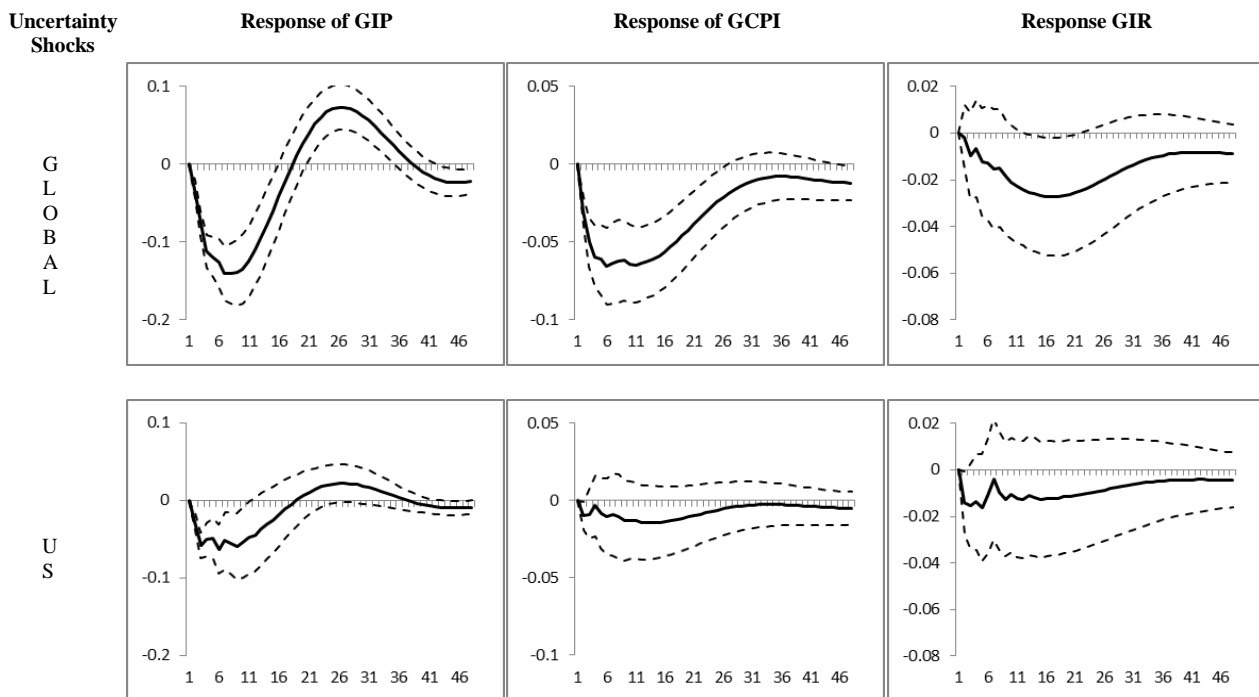 Uncertainty Shocks
Response of GIP
Response of GCPI
Response GIR
G
L
O
B
A
L
0.1
0
-0.1
-0.2
1 6 11 16 21 26 31 36 41 46
0.05
0
-0.05
-0.1
1 6 11 16 21 26 31 36 41 46
0.02
0
-0.02
-0.04
-0.06
-0.08
1 6 11 16 21 26 31 36 41 46
U
S
0.1
0
-0.1
-0.2
1 6 11 16 21 26 31 36 41 46
0.05
0
-0.05
-0.1
1 6 11 16 21 26 31 36 41 46
0.02
0
-0.02
-0.04
-0.06
-0.08
1 6 11 16 21 26 31 36 41 46